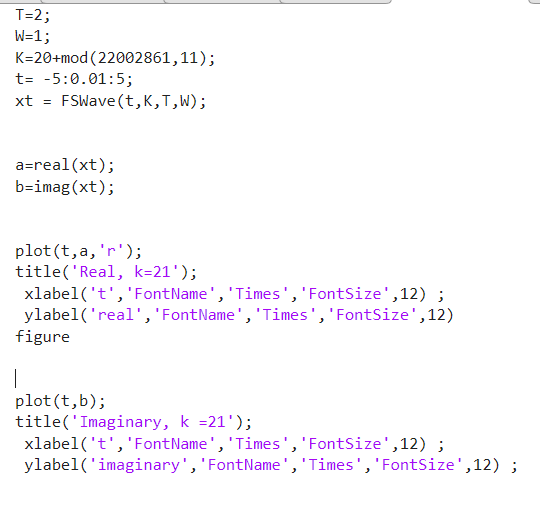 T=2;
W=1;
K=20+mod(22002861,11);
t= -5:0.01:5;
xt = FSWave(t,K,T,W);
a=real(xt);
b=imag(xt);
plot(t,a,'r');
title('Real, k=21');
xlabel('t','FontName','Times','FontSize',12) ;
ylabel('real','FontName','Times','FontSize',12)
figure
plot(t,b);
title('Imaginary, k =21');
xlabel('t','FontName','Times','FontSize',12) ;
ylabel('imaginary','FontName','Times','FontSize',12) ;